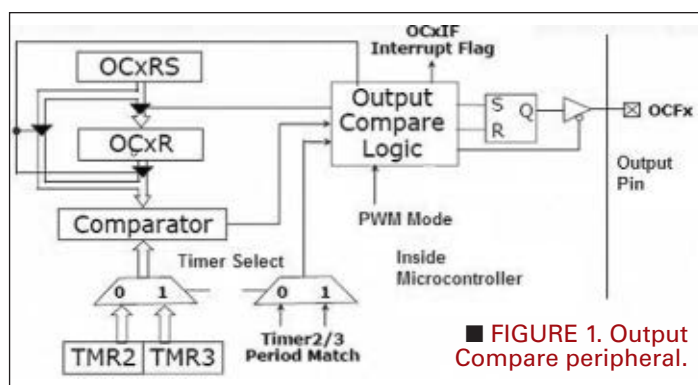 OCxIF
Interrupt Flag
OCxRS
Output
Compare
Logic
S
Q
R
OCFx
OCxR
Output
Pin
Comparator
PWM Mode
Timer Select
Inside
Microcontroller
0 1
0 1
TMR2 TMR3
Timer2/3
Period Match
■ FIGURE 1. Output
Compare peripheral.